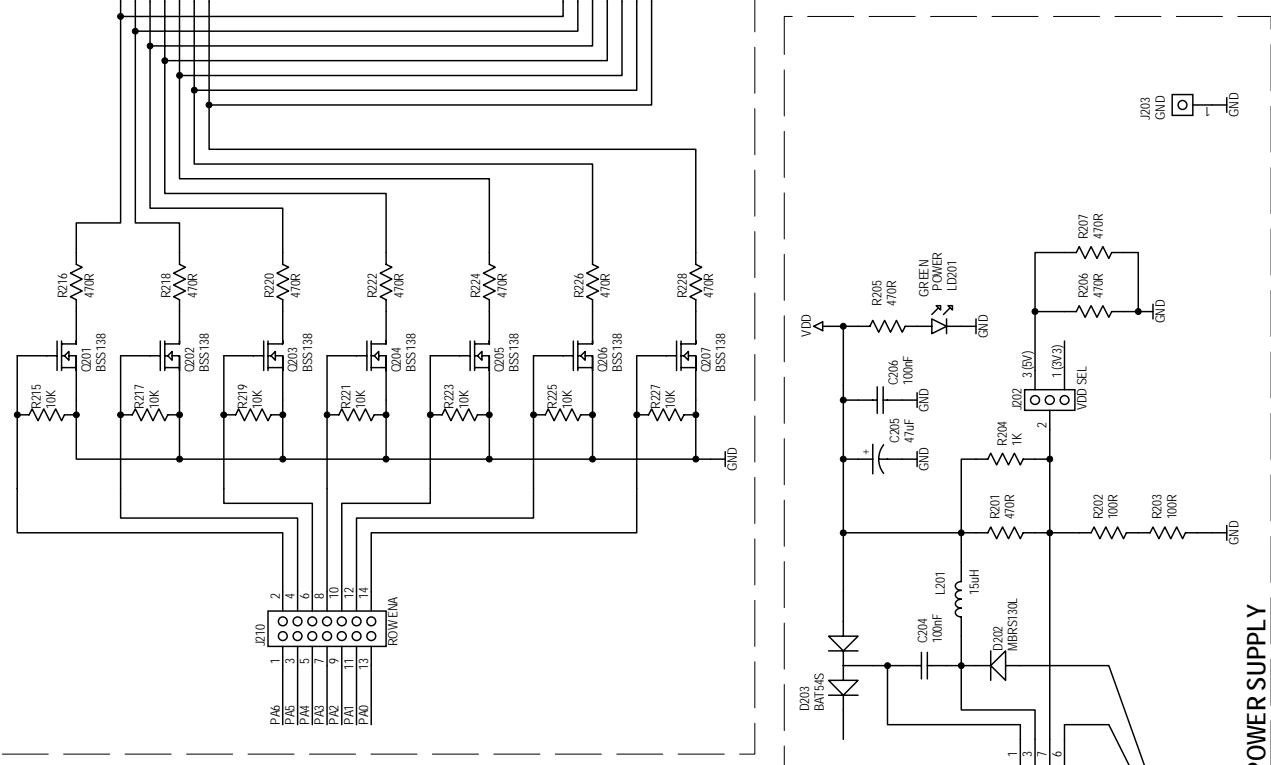 J203
GND
1
GND
R216
470R
R218
470R
R220
470R
R222
470R
R224
470R
R226
470R
R228
470R
R207
470R
R206
470R
GND
VDD
R205
470R
GREEN
POWER
LD201
GND
Q201
BSS138
Q202
BSS138
Q203
BSS138
Q204
BSS138
Q205
BSS138
Q206
BSS138
Q207
BSS138
R215
10K
R217
10K
R219
10K
R221
10K
R223
10K
R225
10K
R227
10K
GND
C206
100nF
GND
C205
47uF
+
GND
3 (5V)
1 (3V3)
J202
VDD SEL
2
R204
1K
R201
470R
R202
100R
R203
100R
GND
L201
15uH
C204
100nF
D202
MBRS130L
D203
BAT54S
1
3
7
6
POWER SUPPLY
2
4
6
8
10
12
14
J210
ROW ENA
1
3
5
7
9
11
13
PA6
PA5
PA4
PA3
PA2
PA1
PA0